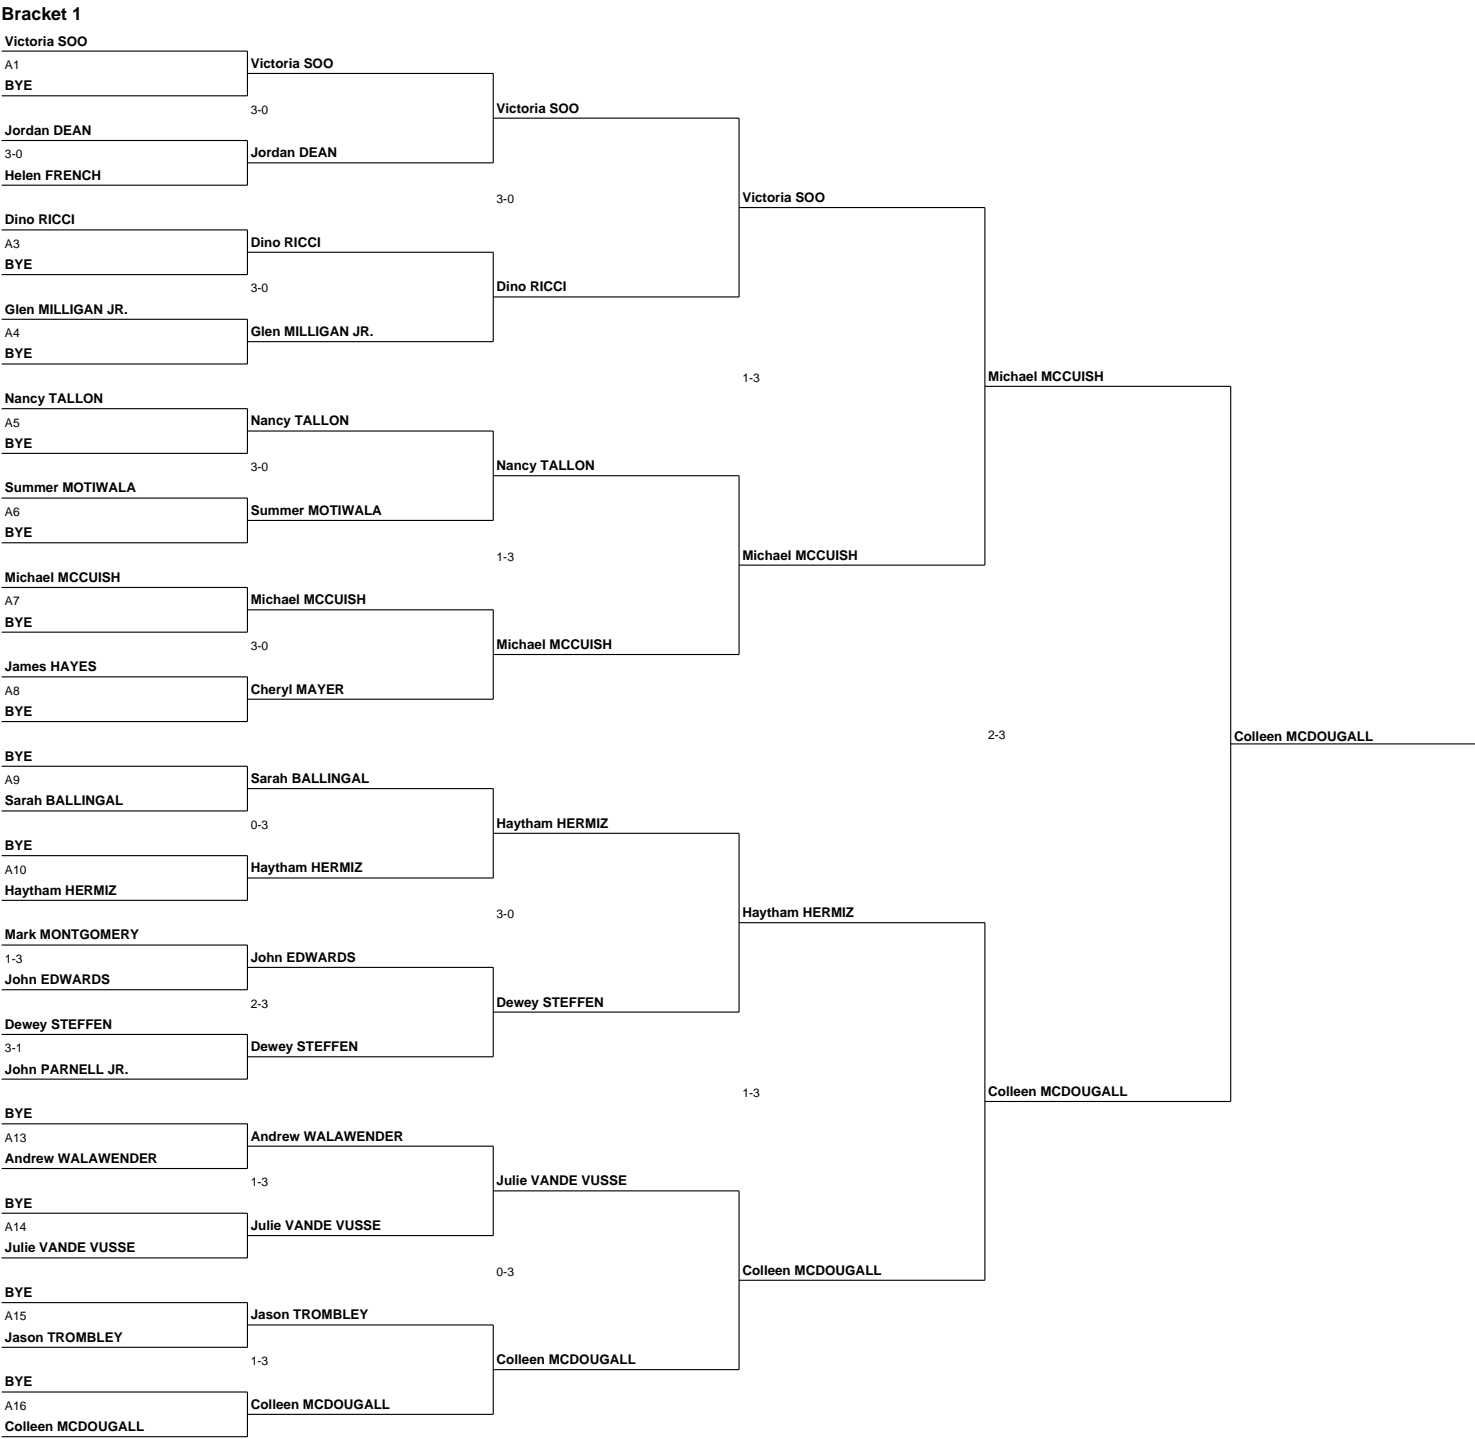 Bracket 1
Victoria SOO
A1
BYE
Jordan DEAN
3-0
Helen FRENCH
Dino RICCI
A3
BYE
Glen MILLIGAN JR.
A4
BYE
Nancy TALLON
A5
BYE
Summer MOTIWALA
A6
BYE
Michael MCCUISH
A7
BYE
James HAYES
A8
BYE
BYE
A9
Sarah BALLINGAL
BYE
A10
Haytham HERMIZ
Mark MONTGOMERY
1-3
John EDWARDS
Dewey STEFFEN
3-1
John PARNELL JR.
BYE
A13
Andrew WALAWENDER
BYE
A14
Julie VANDE VUSSE
BYE
A15
Jason TROMBLEY
BYE
A16
Colleen MCDOUGALL
Victoria SOO
3-0
Jordan DEAN
Dino RICCI
3-0
Glen MILLIGAN JR.
Nancy TALLON
3-0
Summer MOTIWALA
Michael MCCUISH
3-0
Cheryl MAYER
Sarah BALLINGAL
0-3
Haytham HERMIZ
John EDWARDS
2-3
Dewey STEFFEN
Andrew WALAWENDER
1-3
Julie VANDE VUSSE
Jason TROMBLEY
1-3
Colleen MCDOUGALL
Victoria SOO
3-0
Dino RICCI
Nancy TALLON
1-3
Michael MCCUISH
Haytham HERMIZ
3-0
Dewey STEFFEN
Julie VANDE VUSSE
0-3
Colleen MCDOUGALL
Victoria SOO
1-3
Michael MCCUISH
Haytham HERMIZ
1-3
Colleen MCDOUGALL
Michael MCCUISH
2-3
Colleen MCDOUGALL
Colleen MCDOUGALL